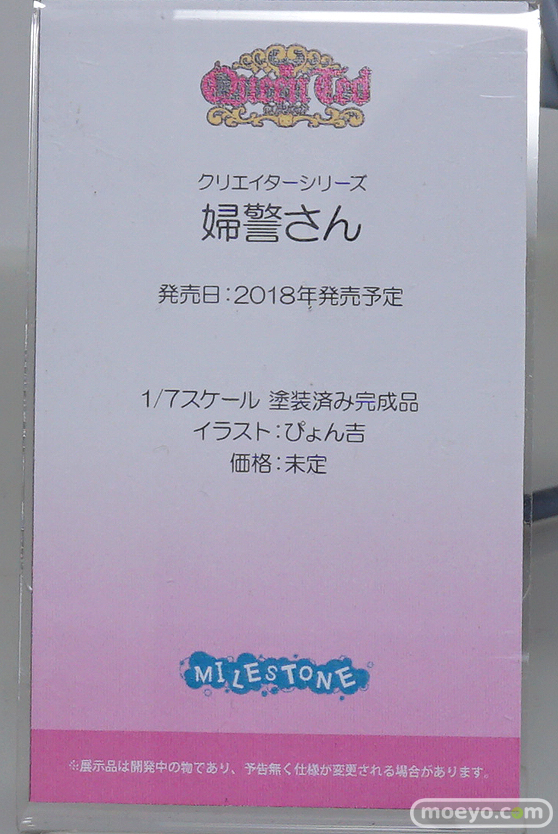 クリエイターシリーズ
婦警さん
発売日：2018年発売予定
1/7スケール 塗装済み完成品
イラスト：ぴょん吉
価格：未定
MILESTONE
※展示品は開発中の物であり、予告無く仕様が変更される場合があります。
moeyo.com